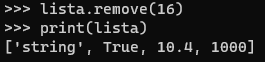 >>> lista.remove(16)
>>> print(lista)
['string', True, 10.4, 1000]